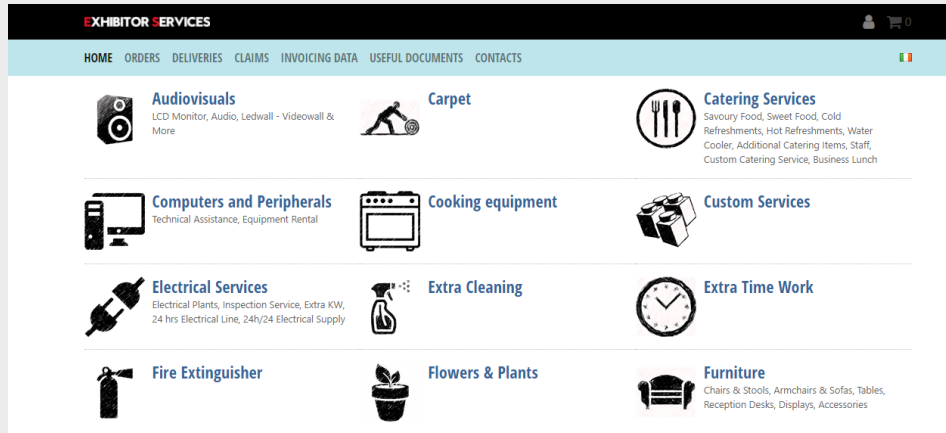 EXHIBITOR SERVICES
0
HOME ORDERS DELIVERIES CLAIMS INVOICING DATA USEFUL DOCUMENTS CONTACTS
Audiovisuals
LCD Monitor, Audio, Ledwall - Videowall &
More
Carpet
Catering Services
Savoury Food, Sweet Food, Cold
Refreshments, Hot Refreshments, Water
Cooler, Additional Catering Items, Staff,
Custom Catering Service, Business Lunch
Computers and Peripherals
Technical Assistance, Equipment Rental
Cooking equipment
Custom Services
Electrical Services
Electrical Plants, Inspection Service, Extra KW,
24 hrs Electrical Line, 24h/24 Electrical Supply
Extra Cleaning
Extra Time Work
Fire Extinguisher
Flowers & Plants
Furniture
Chairs & Stools, Armchairs & Sofas, Tables,
Reception Desks, Displays, Accessories